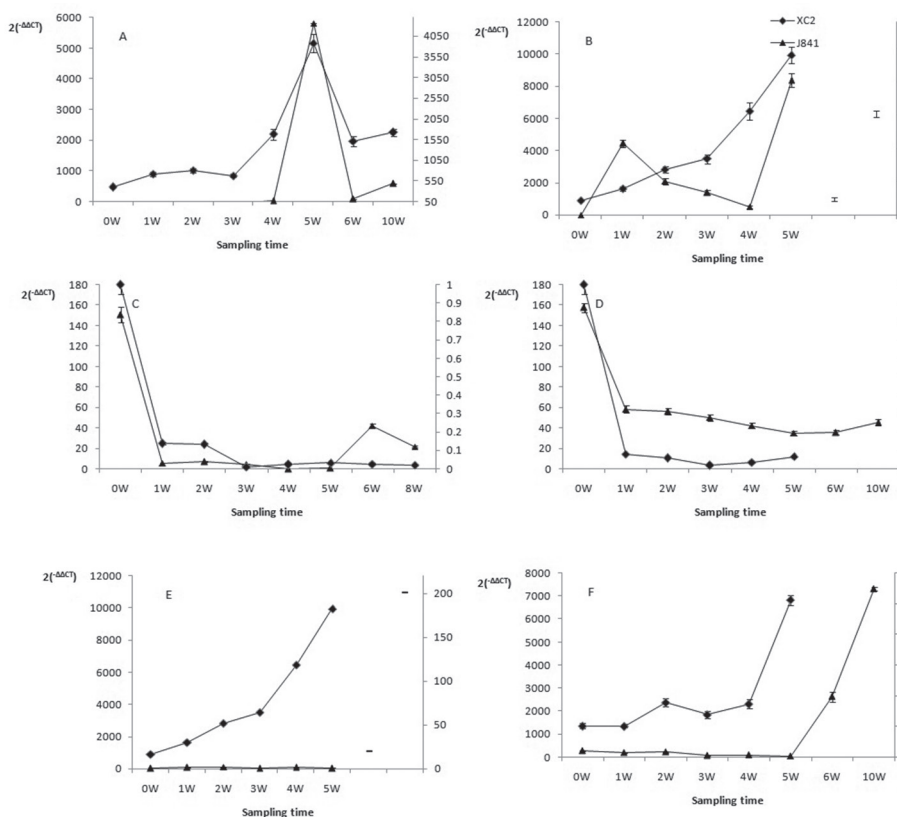 2(-ΔΔCT)
A
6000
5000
4000
3000
2000
1000
0
4050
3550
3050
2550
2050
1550
1050
550
50
0W 1W 2W 3W 4W 5W 6W 10W
Sampling time
2(-ΔΔCT)
B
XC2
J841
12000
10000
8000
6000
4000
2000
0
0W 1W 2W 3W 4W 5W
Sampling time
2(-ΔΔCT)
C
180
160
140
120
100
80
60
40
20
0
1
0.9
0.8
0.7
0.6
0.5
0.4
0.3
0.2
0.1
0
0W 1W 2W 3W 4W 5W 6W 8W
Sampling time
2(-ΔΔCT)
D
180
160
140
120
100
80
60
40
20
0
0W 1W 2W 3W 4W 5W 6W 10W
Sampling time
2(-ΔΔCT)
E
12000
10000
8000
6000
4000
2000
0
200
150
100
50
0
0W 1W 2W 3W 4W 5W
Sampling time
2(-ΔΔCT)
F
8000
7000
6000
5000
4000
3000
2000
1000
0
0W 1W 2W 3W 4W 5W 6W 10W
Sampling time